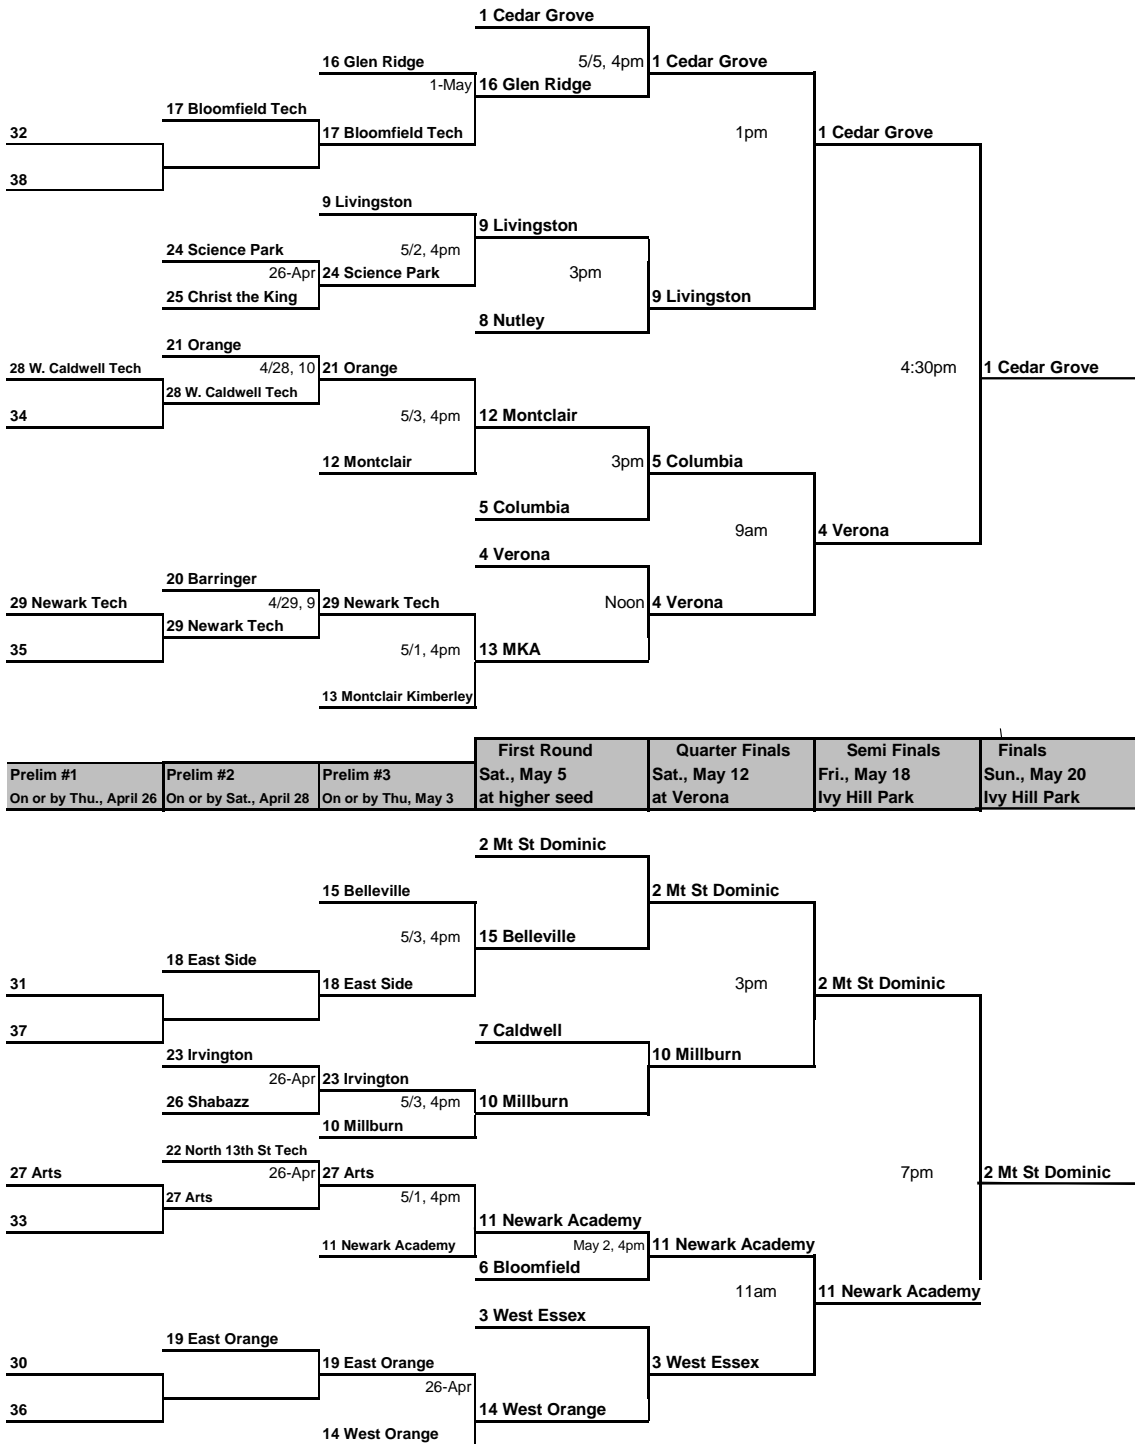 1 Cedar Grove
16 Glen Ridge 5/5, 4pm 1 Cedar Grove
1-May 16 Glen Ridge
17 Bloomfield Tech
32 17 Bloomfield Tech 1pm 1 Cedar Grove
38
9 Livingston
9 Livingston
24 Science Park 5/2, 4pm
26-Apr 24 Science Park 3pm
25 Christ the King 9 Livingston
8 Nutley
21 Orange
28 W. Caldwell Tech 4/28, 10 21 Orange 4:30pm 1 Cedar Grove
28 W. Caldwell Tech
34 5/3, 4pm 12 Montclair
12 Montclair 3pm 5 Columbia
5 Columbia
9am 4 Verona
4 Verona
20 Barringer
29 Newark Tech 4/29, 9 29 Newark Tech Noon 4 Verona
29 Newark Tech
35 5/1, 4pm 13 MKA
13 Montclair Kimberley
First Round Quarter Finals Semi Finals Finals
Prelim #1 Prelim #2 Prelim #3 Sat., May 5 Sat., May 12 Fri., May 18 Sun., May 20
On or by Thu., April 26 On or by Sat., April 28 On or by Thu, May 3 at higher seed at Verona Ivy Hill Park Ivy Hill Park
2 Mt St Dominic
15 Belleville 2 Mt St Dominic
5/3, 4pm 15 Belleville
18 East Side
31 18 East Side 3pm 2 Mt St Dominic
37 7 Caldwell
23 Irvington 10 Millburn
26-Apr 23 Irvington
26 Shabazz 5/3, 4pm 10 Millburn
10 Millburn
22 North 13th St Tech
27 Arts 26-Apr 27 Arts 7pm 2 Mt St Dominic
27 Arts 5/1, 4pm
33 11 Newark Academy
11 Newark Academy May 2, 4pm 11 Newark Academy
6 Bloomfield
11am 11 Newark Academy
3 West Essex
19 East Orange
30 19 East Orange 3 West Essex
26-Apr
36 14 West Orange
14 West Orange